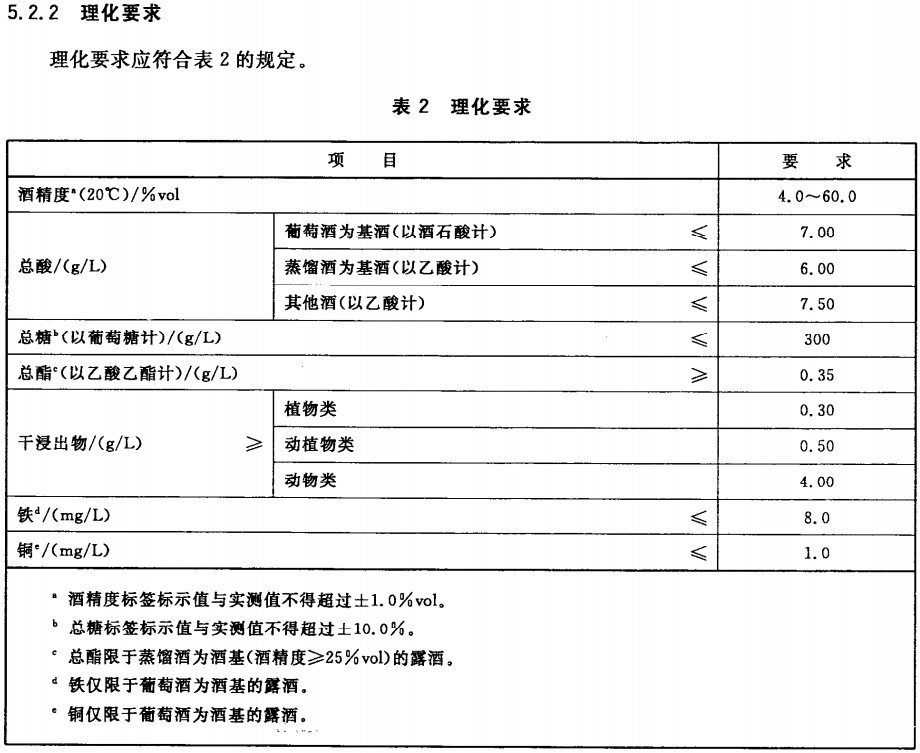 5.2.2 理化要求
理化要求应符合表2的规定。
表2 理化要求
项 目 要 求
酒精度ᵃ(20℃)/%vol 4.0～60.0
总酸/(g/L) 葡萄酒为基酒(以酒石酸计) ≤ 7.00
蒸馏酒为基酒(以乙酸计) ≤ 6.00
其他酒(以乙酸计) ≤ 7.50
总糖ᵇ(以葡萄糖计)/(g/L) ≤ 300
总酯ᶜ(以乙酸乙酯计)/(g/L) ≥ 0.35
干浸出物/(g/L) ≥ 植物类 0.30
动植物类 0.50
动物类 4.00
铁ᵈ/(mg/L) ≤ 8.0
铜ᵉ/(mg/L) ≤ 1.0
ᵃ 酒精度标签标示值与实测值不得超过±1.0%vol。
ᵇ 总糖标签标示值与实测值不得超过±10.0%。
ᶜ 总酯限于蒸馏酒为酒基(酒精度≥25%vol)的露酒。
ᵈ 铁仅限于葡萄酒为酒基的露酒。
ᵉ 铜仅限于葡萄酒为酒基的露酒。